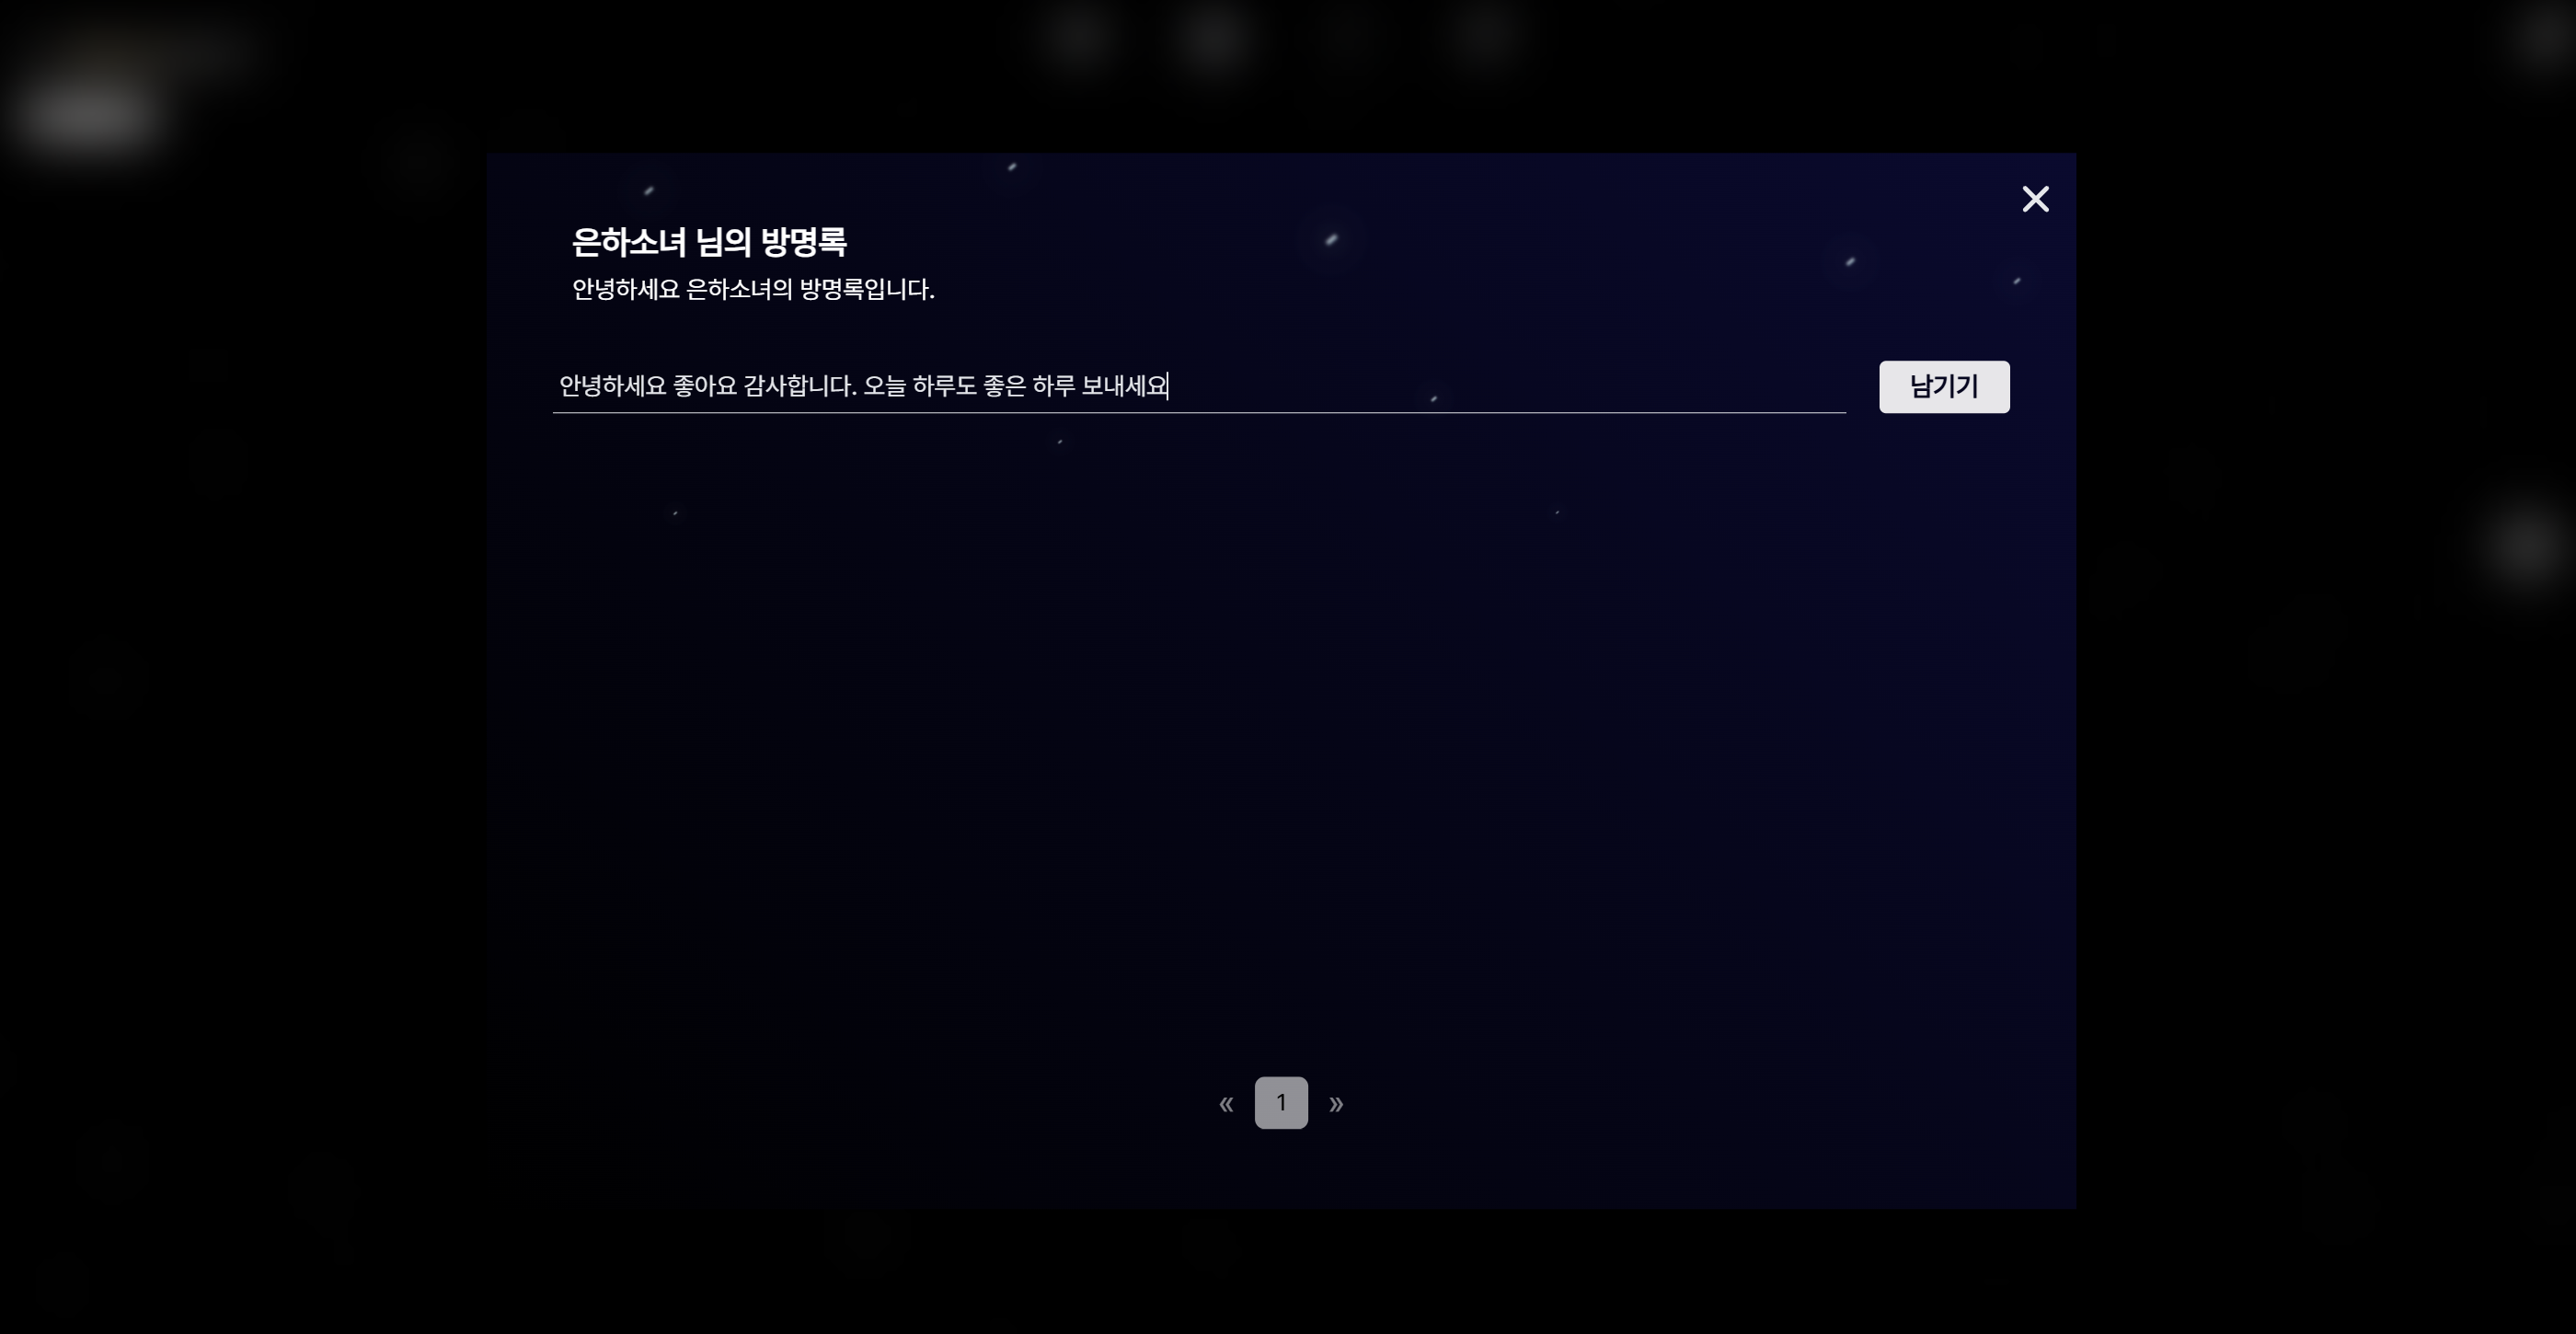 은하소녀 님의 방명록
안녕하세요 은하소녀의 방명록입니다.
안녕하세요 좋아요 감사합니다. 오늘 하루도 좋은 하루 보내세요
남기기
« 1 »